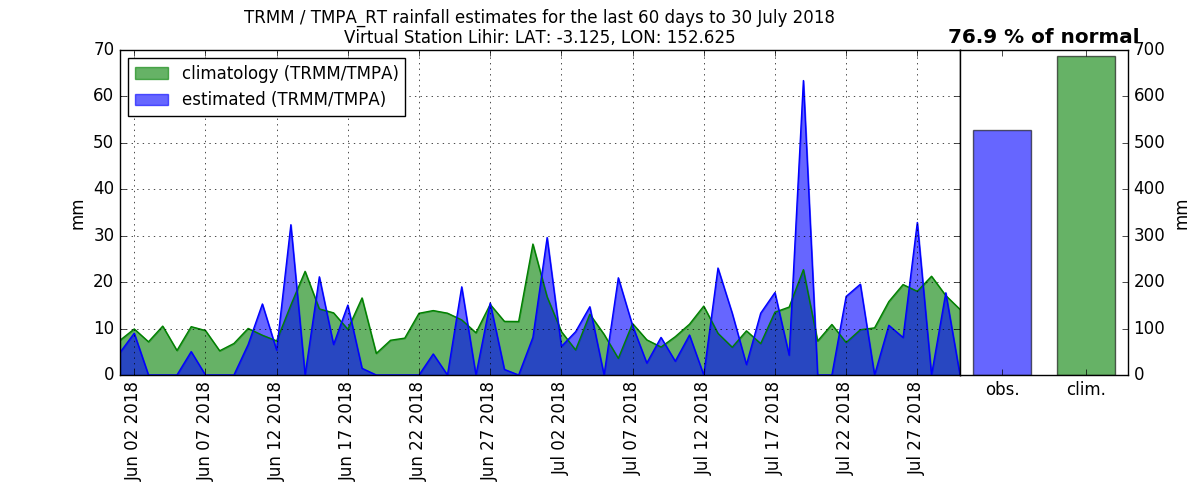 TRMM / TMPA_RT rainfall estimates for the last 60 days to 30 July 2018
Virtual Station Lihir: LAT: -3.125, LON: 152.625
76.9 % of normal
climatology (TRMM/TMPA)
estimated (TRMM/TMPA)
mm
70
60
50
40
30
20
10
0
Jun 02 2018
Jun 07 2018
Jun 12 2018
Jun 17 2018
Jun 22 2018
Jun 27 2018
Jul 02 2018
Jul 07 2018
Jul 12 2018
Jul 17 2018
Jul 22 2018
Jul 27 2018
obs.
clim.
700
600
500
400
300
200
100
0
mm